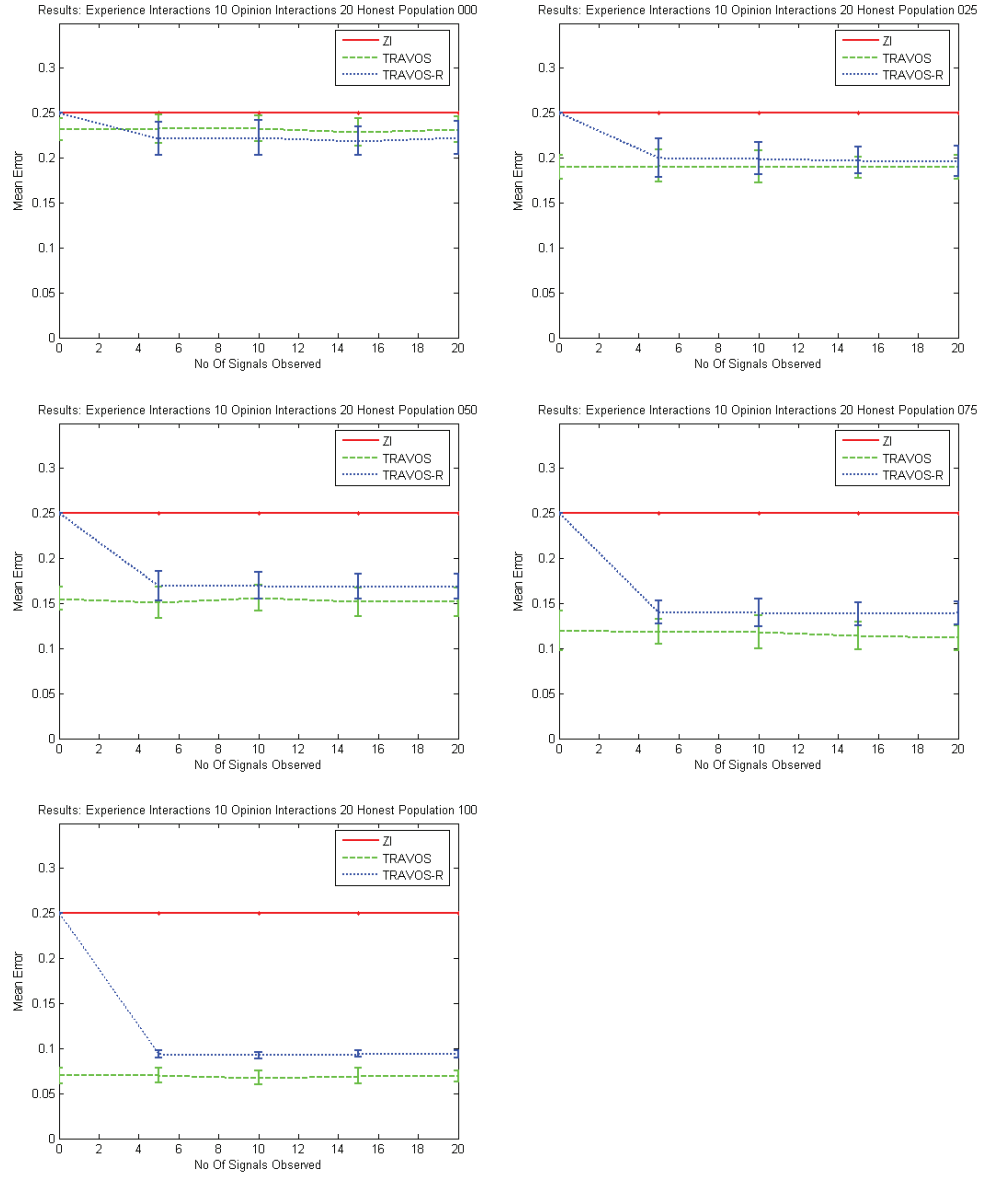 Results: Experience Interactions 10 Opinion Interactions 20 Honest Population 000
ZI
TRAVOS
TRAVOS-R
0.3
0.25
0.2
0.15
0.1
0.05
0
Mean Error
0 2 4 6 8 10 12 14 16 18 20
No Of Signals Observed
Results: Experience Interactions 10 Opinion Interactions 20 Honest Population 025
ZI
TRAVOS
TRAVOS-R
0.3
0.25
0.2
0.15
0.1
0.05
0
Mean Error
0 2 4 6 8 10 12 14 16 18 20
No Of Signals Observed
Results: Experience Interactions 10 Opinion Interactions 20 Honest Population 050
ZI
TRAVOS
TRAVOS-R
0.3
0.25
0.2
0.15
0.1
0.05
0
Mean Error
0 2 4 6 8 10 12 14 16 18 20
No Of Signals Observed
Results: Experience Interactions 10 Opinion Interactions 20 Honest Population 075
ZI
TRAVOS
TRAVOS-R
0.3
0.25
0.2
0.15
0.1
0.05
0
Mean Error
0 2 4 6 8 10 12 14 16 18 20
No Of Signals Observed
Results: Experience Interactions 10 Opinion Interactions 20 Honest Population 100
ZI
TRAVOS
TRAVOS-R
0.3
0.25
0.2
0.15
0.1
0.05
0
Mean Error
0 2 4 6 8 10 12 14 16 18 20
No Of Signals Observed